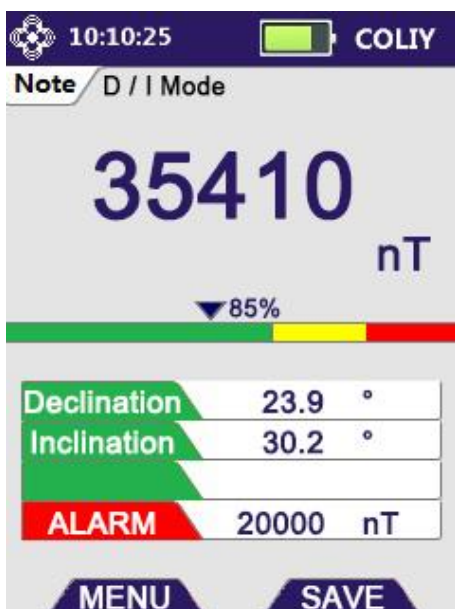 10:10:25 COLIY
Note D / I Mode
35410
nT
85%
Declination 23.9 °
Inclination 30.2 °
ALARM 20000 nT
MENU SAVE